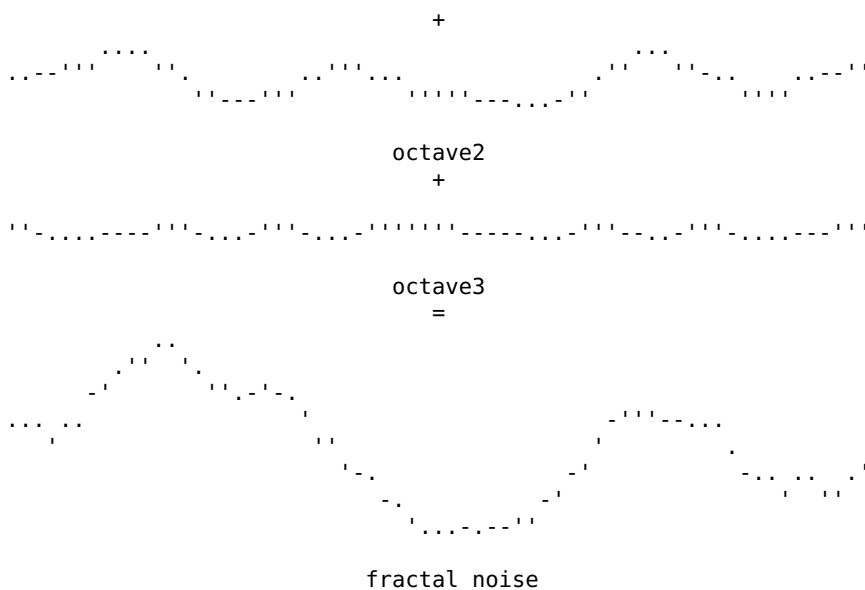 +
octave2
+
octave3
=
fractal noise